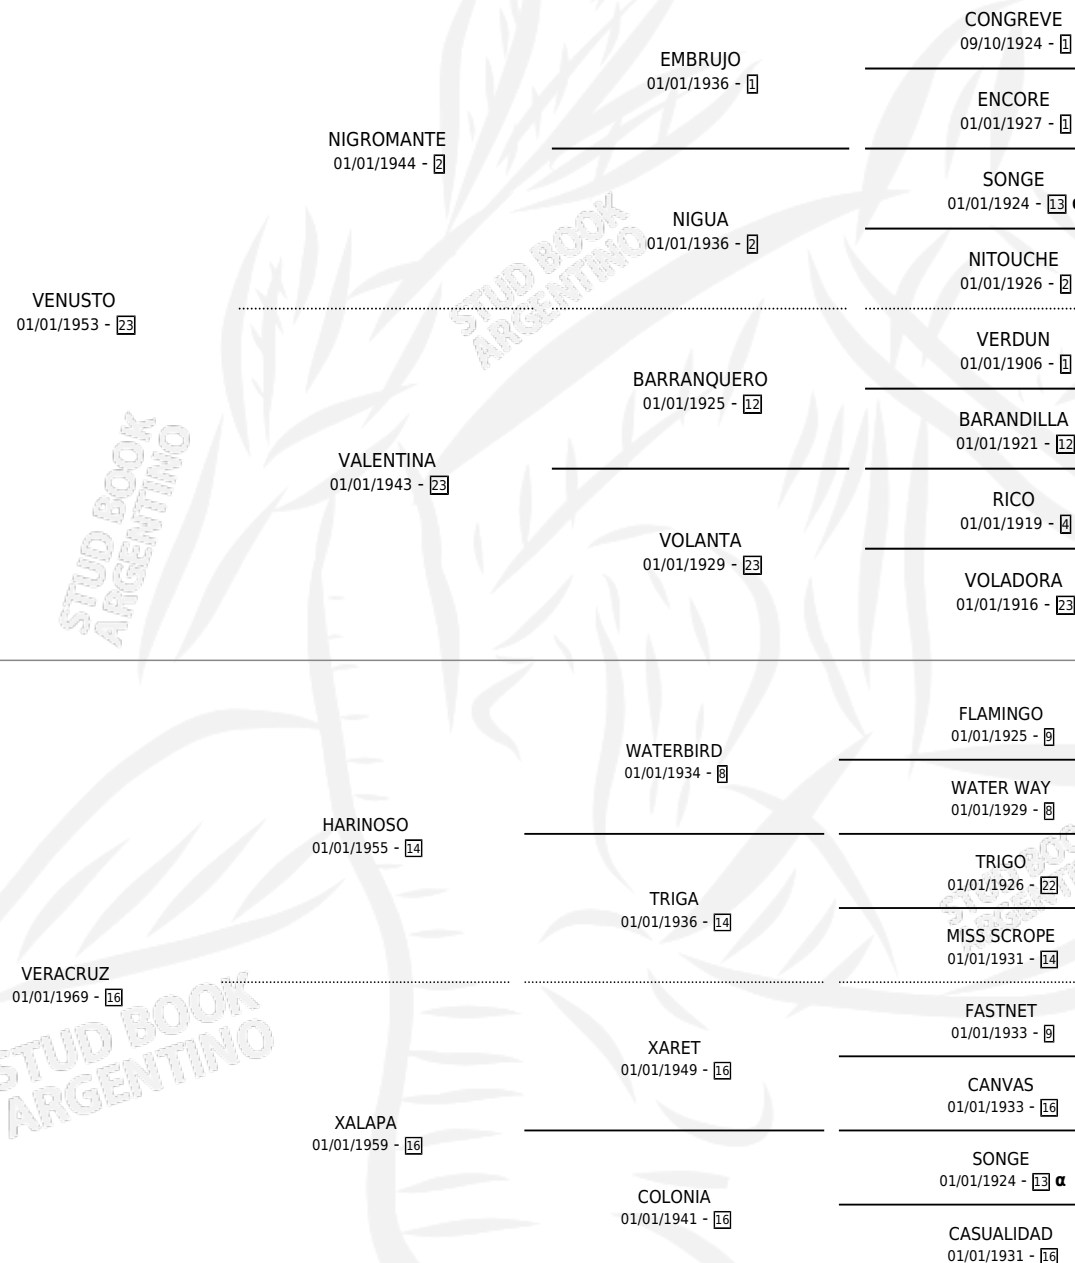 VENUSTO
01/01/1953 - 23
NIGROMANTE
01/01/1944 - 2
VALENTINA
01/01/1943 - 23
EMBRUJO
01/01/1936 - 1
NIGUA
01/01/1936 - 2
BARRANQUERO
01/01/1925 - 12
VOLANTA
01/01/1929 - 23
CONGREVE
09/10/1924 - 1
ENCORE
01/01/1927 - 1
SONGE
01/01/1924 - 13
NITOUCHE
01/01/1926 - 2
VERDUN
01/01/1906 - 1
BARANDILLA
01/01/1921 - 12
RICO
01/01/1919 - 4
VOLADORA
01/01/1916 - 23
VERACRUZ
01/01/1969 - 16
HARINOSO
01/01/1955 - 14
XALAPA
01/01/1959 - 16
WATERBIRD
01/01/1934 - 8
TRIGA
01/01/1936 - 14
XARET
01/01/1949 - 16
COLONIA
01/01/1941 - 16
FLAMINGO
01/01/1925 - 9
WATER WAY
01/01/1929 - 8
TRIGO
01/01/1926 - 22
MISS SCROPE
01/01/1931 - 14
FASTNET
01/01/1933 - 9
CANVAS
01/01/1933 - 16
SONGE
01/01/1924 - 13 α
CASUALIDAD
01/01/1931 - 16
STUD BOOK
ARGENTINO
STUD BOOK
ARGENTINO
STUD BOOK
ARGENTINO